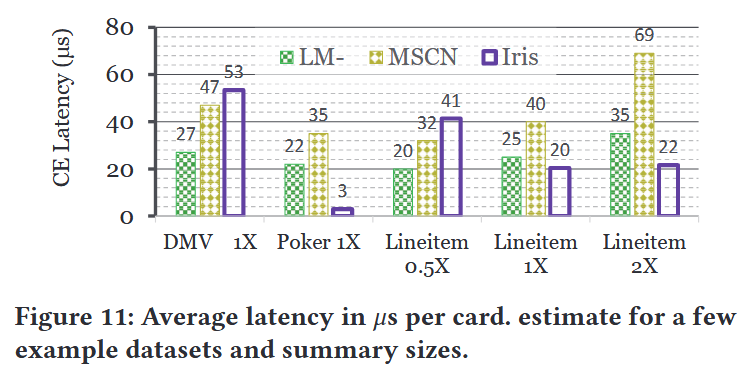 80
60
40
20
0
CE Latency (µs)
LM- MSCN Iris
27 47 53
22 35 3
20 32 41
25 40 20
35 69 22
DMV 1X Poker 1X Lineitem 0.5X Lineitem 1X Lineitem 2X
Figure 11: Average latency in µs per card. estimate for a few
example datasets and summary sizes.